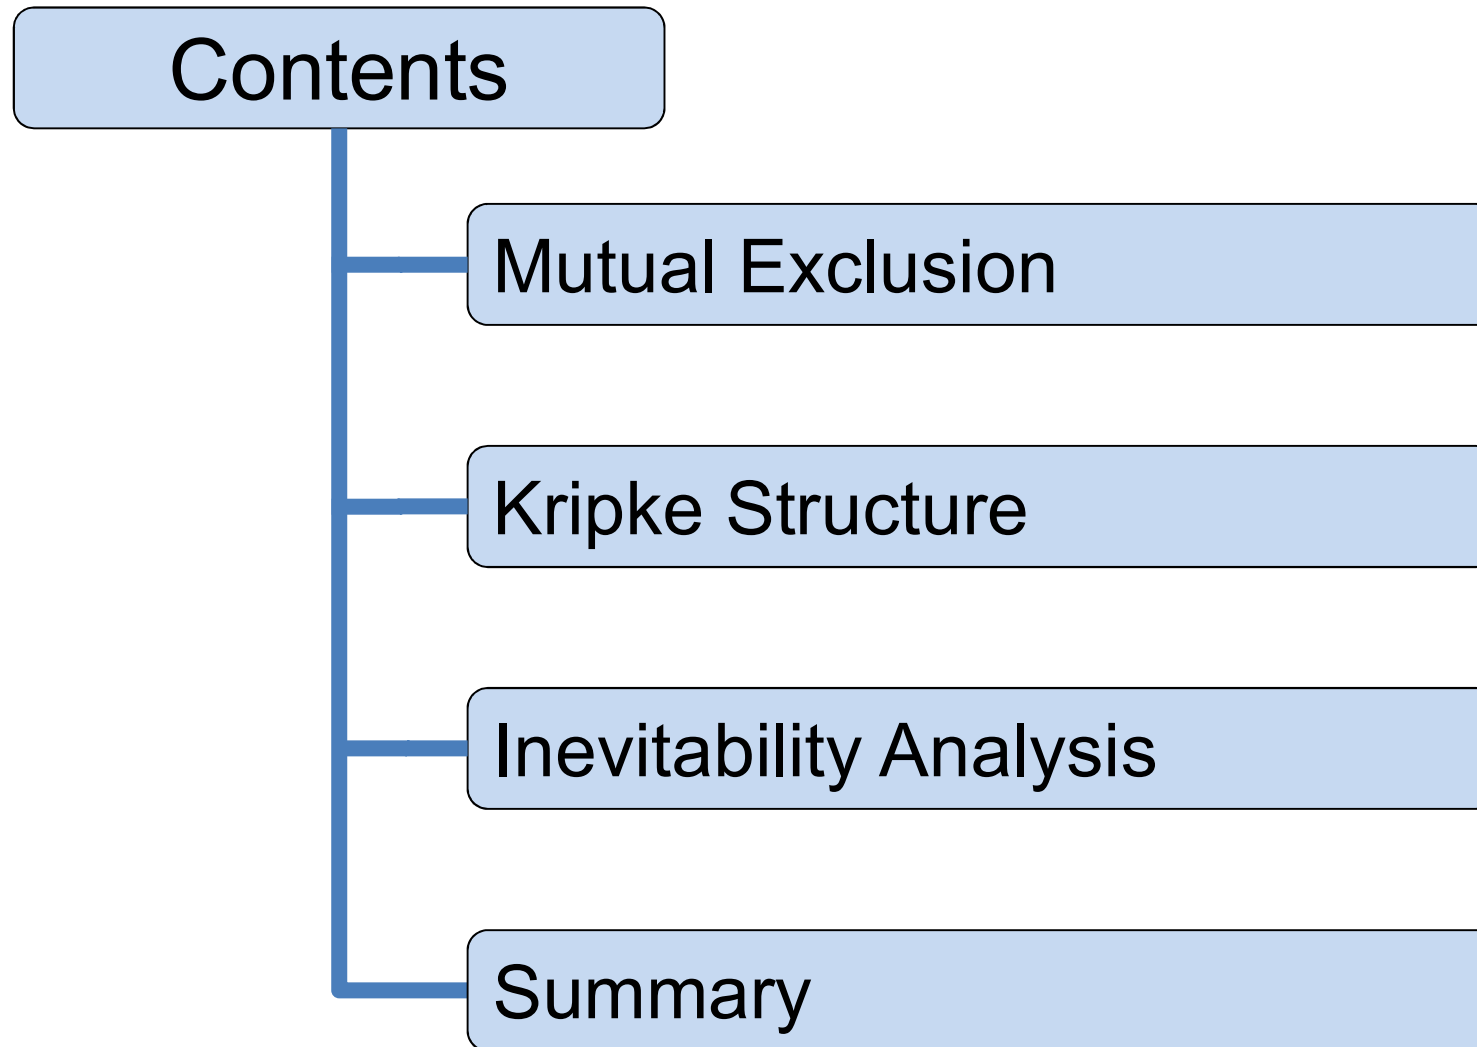 Contents
Mutual Exclusion
Kripke Structure
Inevitability Analysis
Summary